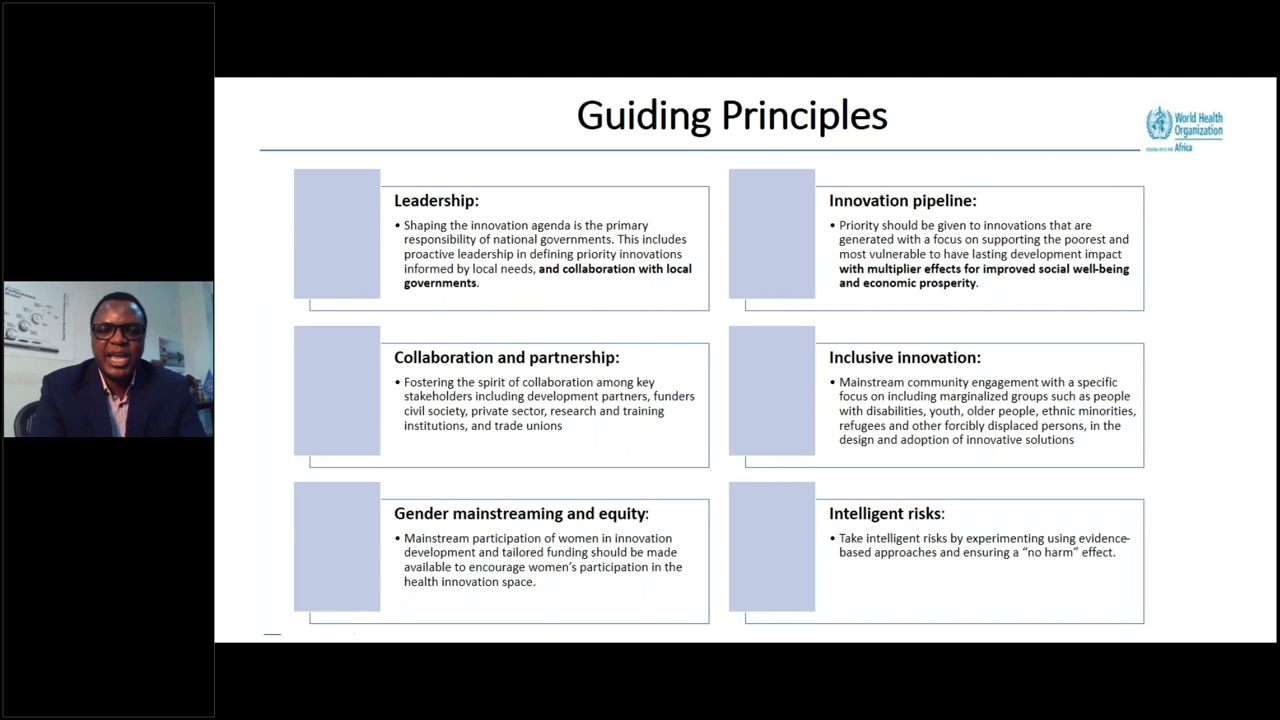 Guiding Principles
World Health
Organization
REGIONAL OFFICE FOR Africa
Leadership:
• Shaping the innovation agenda is the primary
responsibility of national governments. This includes
proactive leadership in defining priority innovations
informed by local needs, and collaboration with local
governments.
Innovation pipeline:
• Priority should be given to innovations that are
generated with a focus on supporting the poorest and
most vulnerable to have lasting development impact
with multiplier effects for improved social well-being
and economic prosperity.
Collaboration and partnership:
• Fostering the spirit of collaboration among key
stakeholders including development partners, funders
civil society, private sector, research and training
institutions, and trade unions
Inclusive innovation:
• Mainstream community engagement with a specific
focus on including marginalized groups such as people
with disabilities, youth, older people, ethnic minorities,
refugees and other forcibly displaced persons, in the
design and adoption of innovative solutions
Gender mainstreaming and equity:
• Mainstream participation of women in innovation
development and tailored funding should be made
available to encourage women’s participation in the
health innovation space.
Intelligent risks:
• Take intelligent risks by experimenting using evidence-
based approaches and ensuring a “no harm” effect.